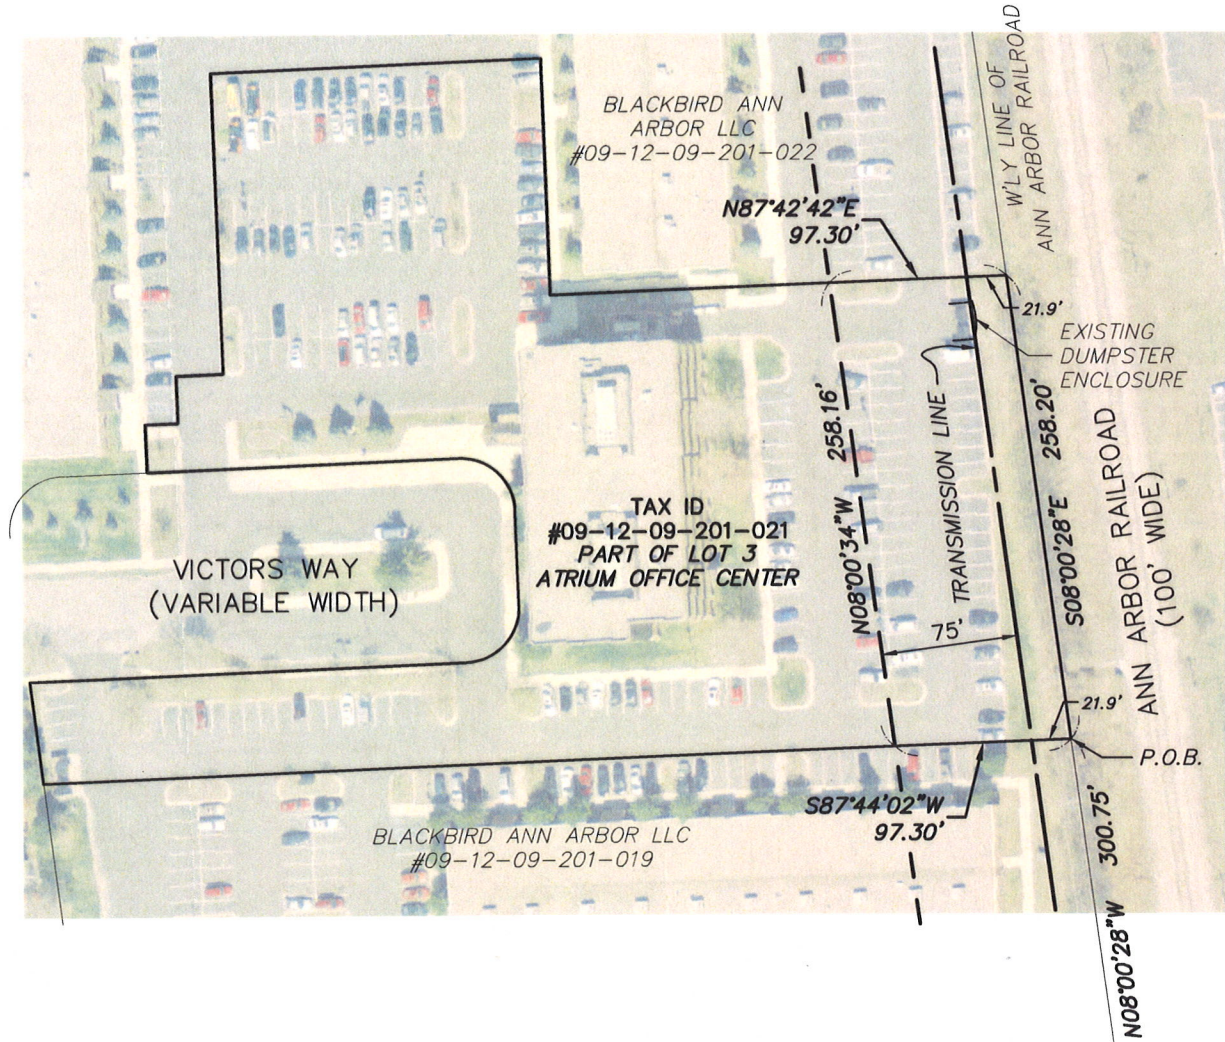 W'LY LINE OF
ANN ARBOR RAILROAD
BLACKBIRD ANN
ARBOR LLC
#09-12-09-201-022
N87°42'42"E
97.30'
21.9'
EXISTING
DUMPSTER
ENCLOSURE
258.16'
N08°00'34"W
TRANSMISSION LINE
258.20'
S08°00'28"E
ANN ARBOR RAILROAD
(100' WIDE)
TAX ID
#09-12-09-201-021
PART OF LOT 3
ATRIUM OFFICE CENTER
VICTORS WAY
(VARIABLE WIDTH)
75'
21.9'
P.O.B.
S87°44'02"W
97.30'
BLACKBIRD ANN ARBOR LLC
#09-12-09-201-019
300.75'
N08°00'28"W